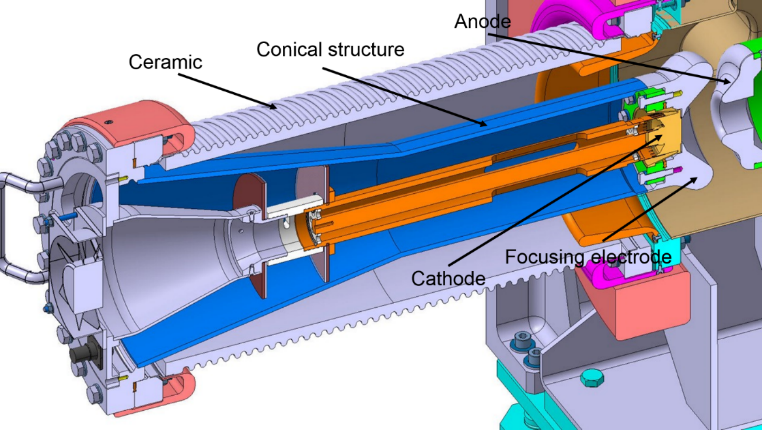 Anode
Conical structure
Ceramic
Focusing electrode
Cathode